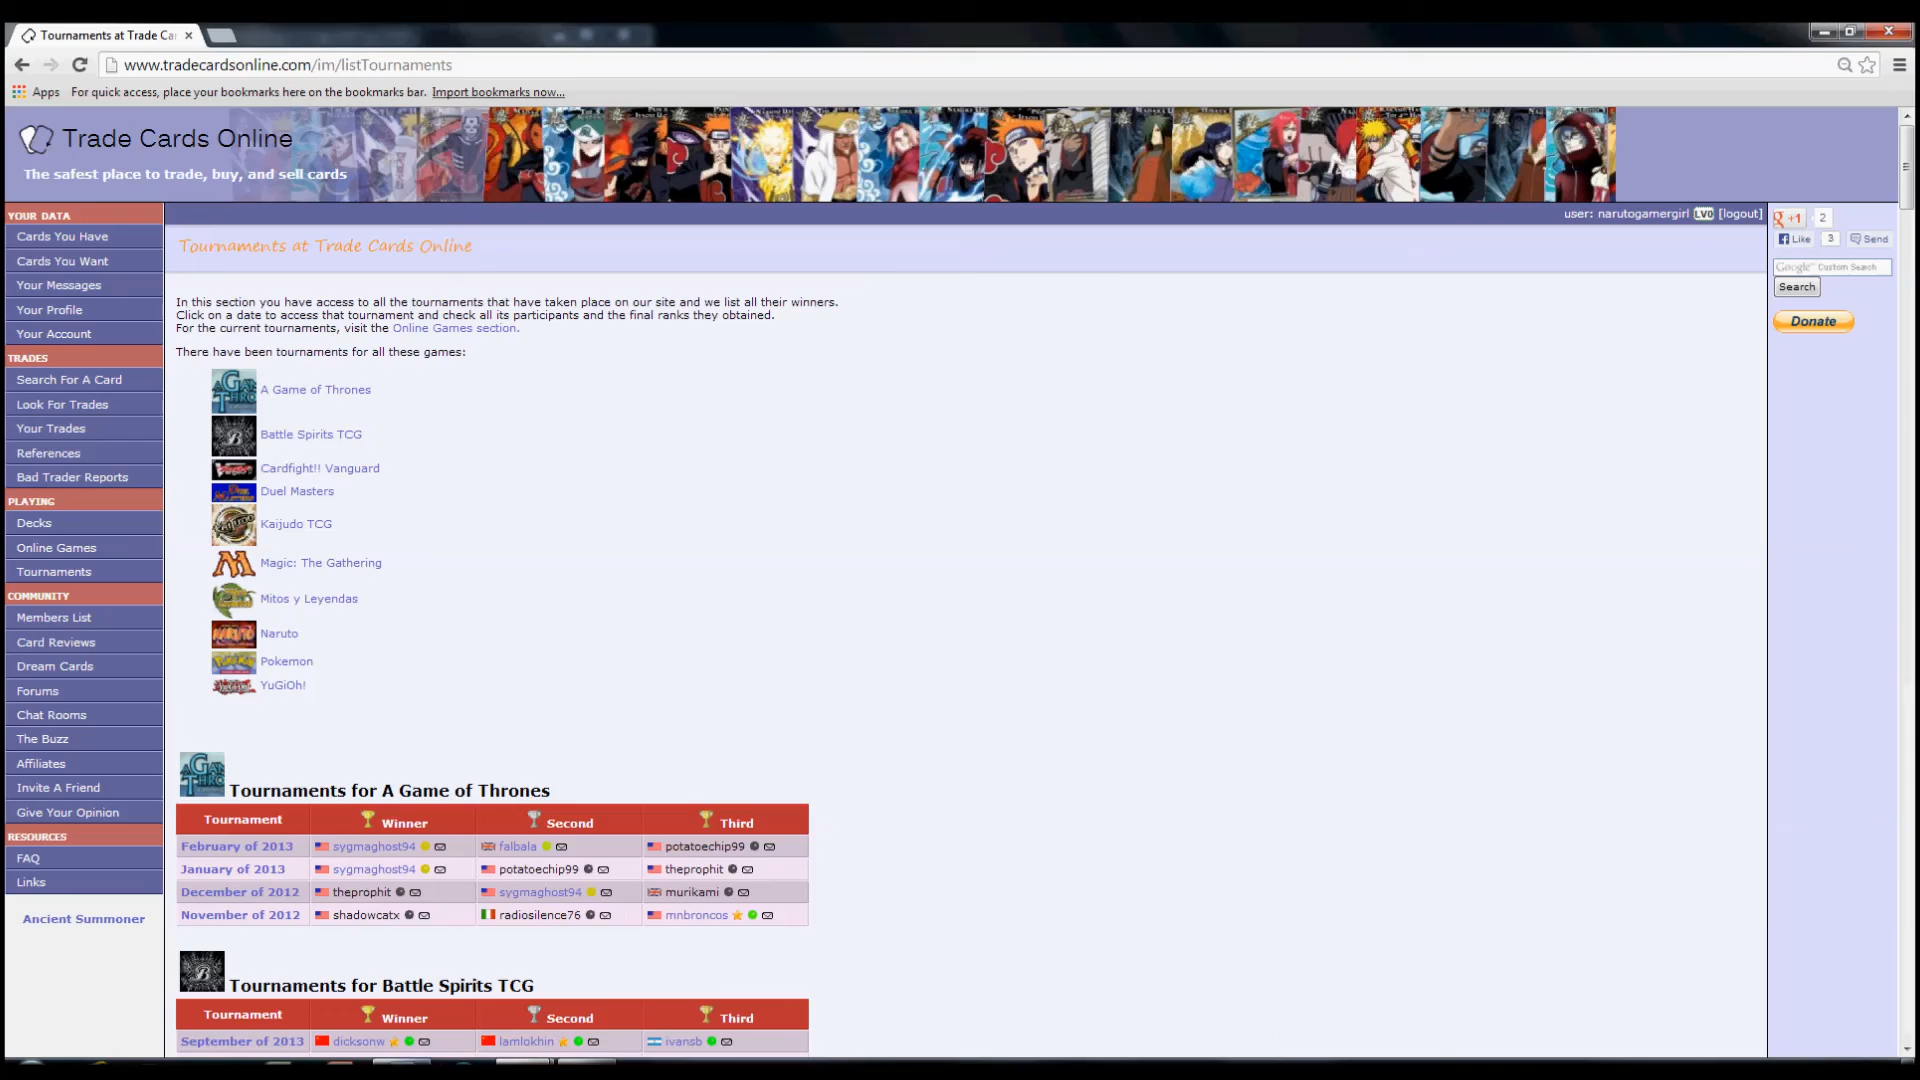 Tournaments at Trade Ca
www.tradecardsonline.com/im/listTournaments
Apps For quick access, place your bookmarks here on the bookmarks bar. Import bookmarks now...
Trade Cards Online
The safest place to trade, buy, and sell cards
user: narutogamergirl LV0 [logout]
YOUR DATA
Cards You Have
Cards You Want
Your Messages
Your Profile
Your Account
TRADES
Search For A Card
Look For Trades
Your Trades
References
Bad Trader Reports
PLAYING
Decks
Online Games
Tournaments
COMMUNITY
Members List
Card Reviews
Dream Cards
Forums
Chat Rooms
The Buzz
Affiliates
Invite A Friend
Give Your Opinion
RESOURCES
FAQ
Links
Ancient Summoner
Tournaments at Trade Cards Online
In this section you have access to all the tournaments that have taken place on our site and we list all their winners.
Click on a date to access that tournament and check all its participants and the final ranks they obtained.
For the current tournaments, visit the Online Games section.
There have been tournaments for all these games:
A Game of Thrones
Battle Spirits TCG
Cardfight!! Vanguard
Duel Masters
Kaijudo TCG
Magic: The Gathering
Mitos y Leyendas
Naruto
Pokemon
YuGiOh!
Tournaments for A Game of Thrones
Tournament Winner Second Third
February of 2013 sygmaghost94 falbala potatoechip99
January of 2013 sygmaghost94 potatoechip99 theprophit
December of 2012 theprophit sygmaghost94 murikami
November of 2012 shadowcatx radiosilence76 mnbroncos
Tournaments for Battle Spirits TCG
Tournament Winner Second Third
September of 2013 dicksonw lamlokhin ivansb
g +1 2
Like 3 Send
Google™ Custom Search
Search
Donate